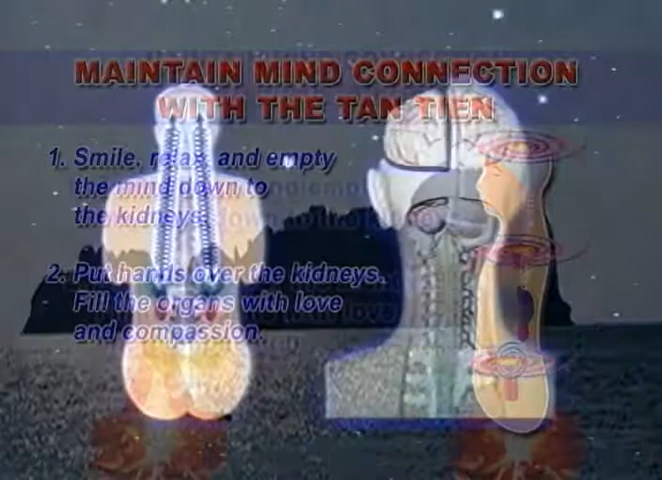 MAINTAIN MIND CONNECTION
WITH THE TAN TIEN
1. Smile, relax, and empty
the mind down to
the kidneys.
2. Put hands over the kidneys.
Fill the organs with love
and compassion.